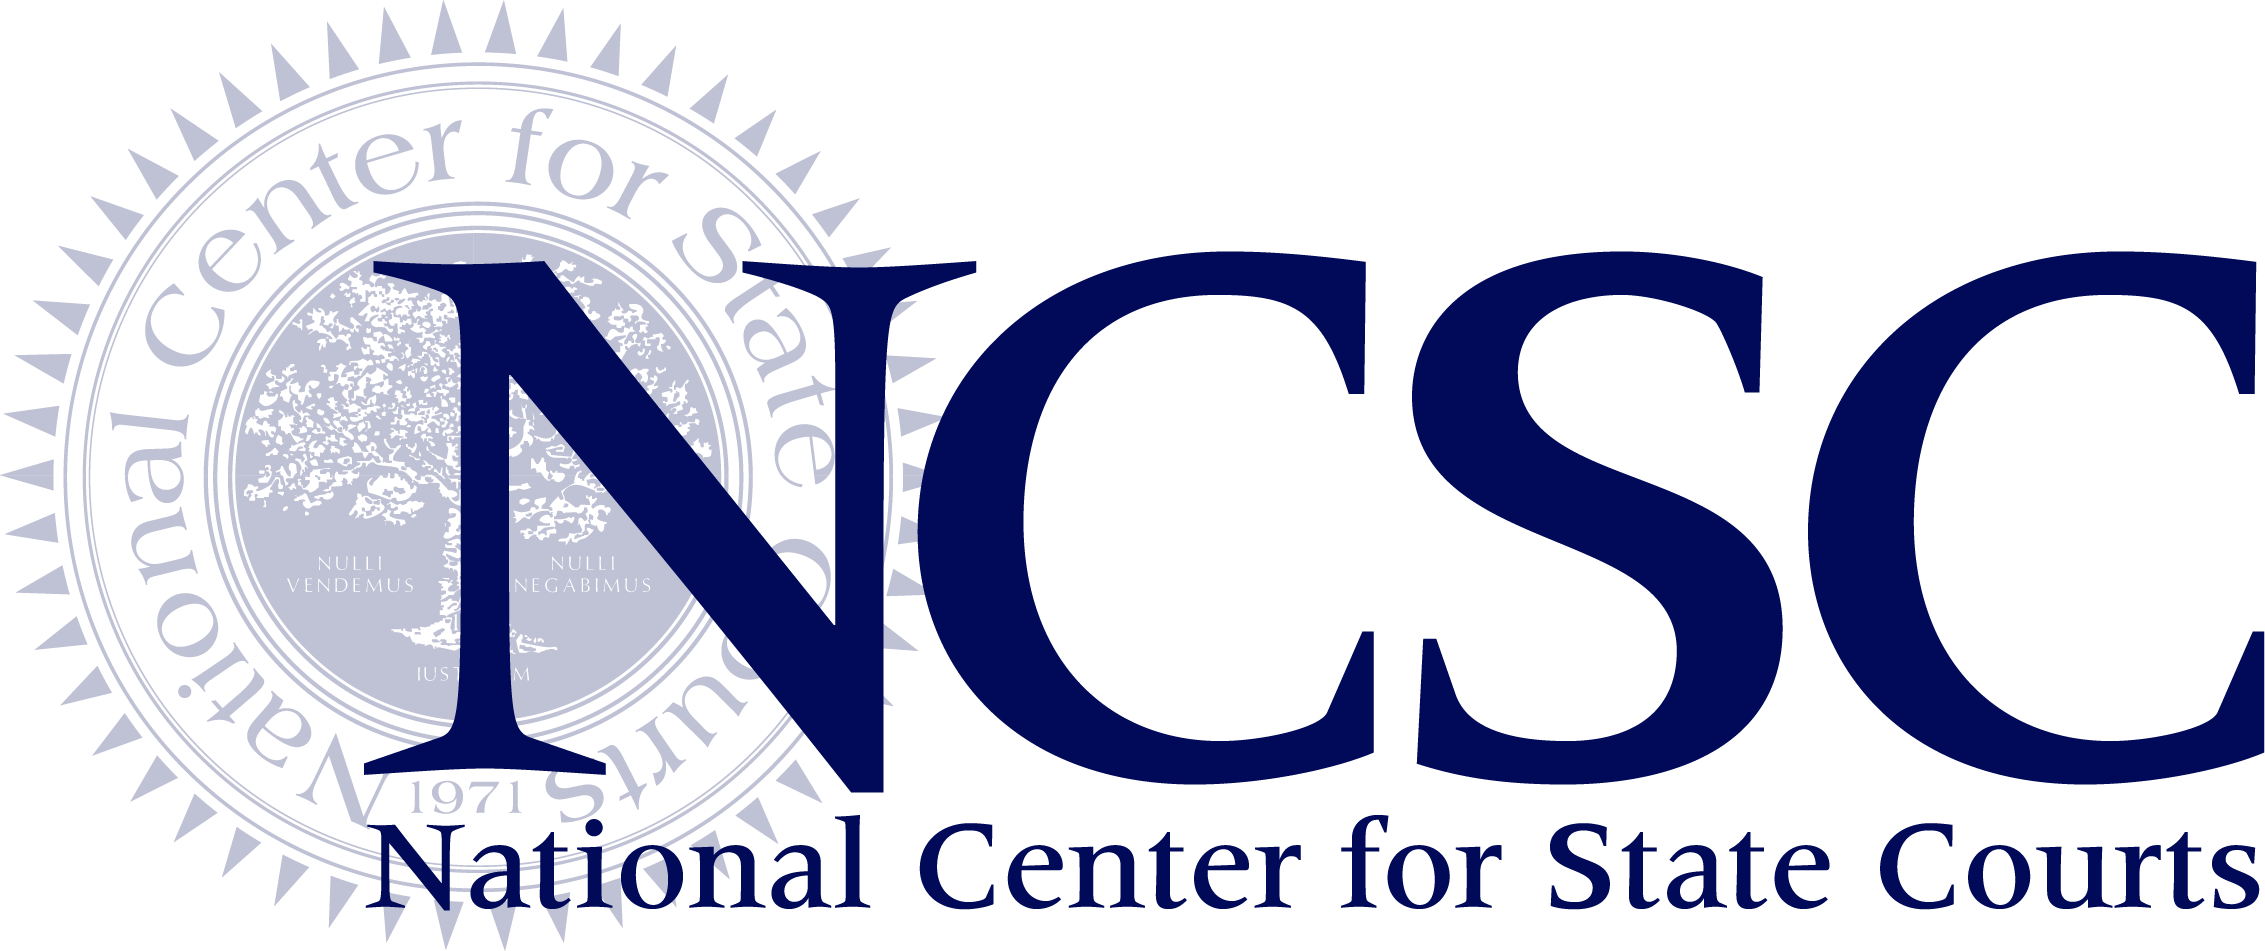 National Center for State Courts
NULLI
VENDEMUS
NULLI
NEGABIMUS
1971
NCSC
National Center for State Courts